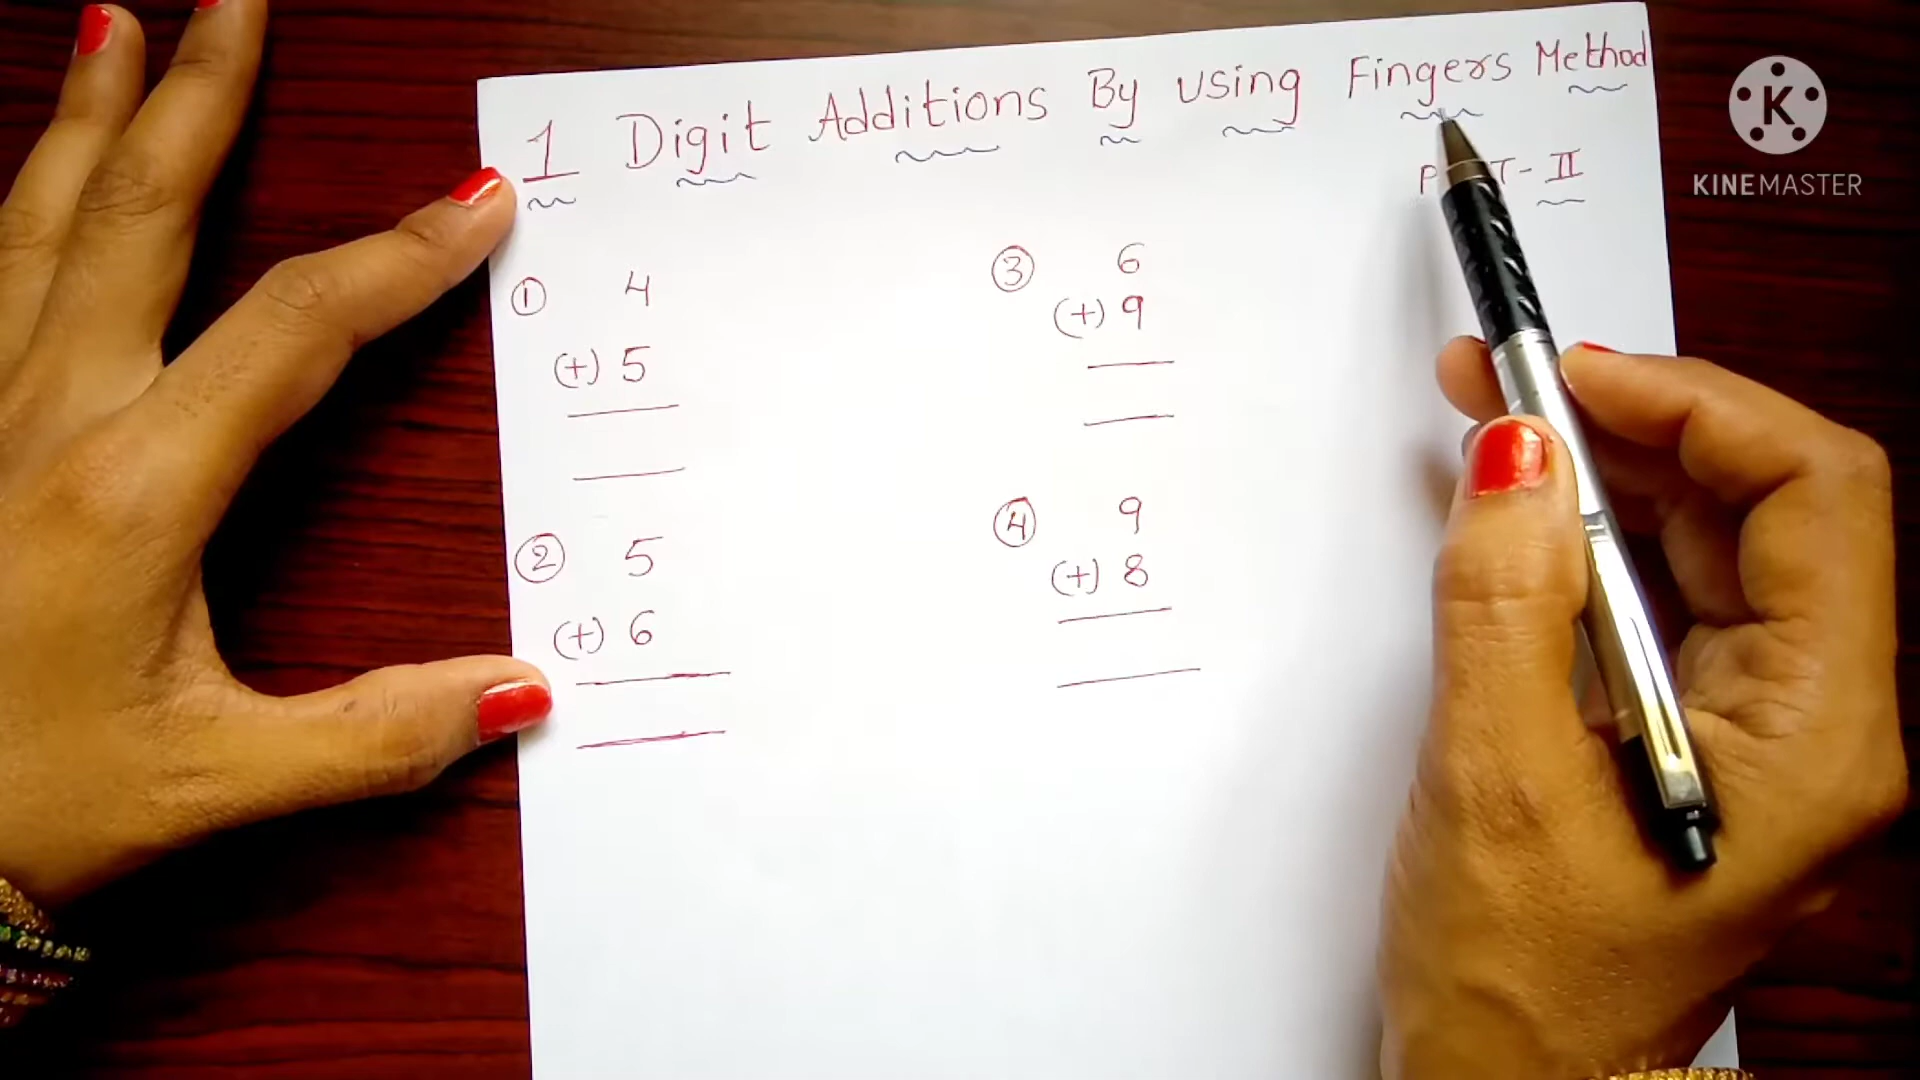 1 Digit Additions By using Fingers Method
- II
① 4
(+) 5
② 5
(+) 6
③ 6
(+) 9
④ 9
(+) 8
K
KINEMASTER